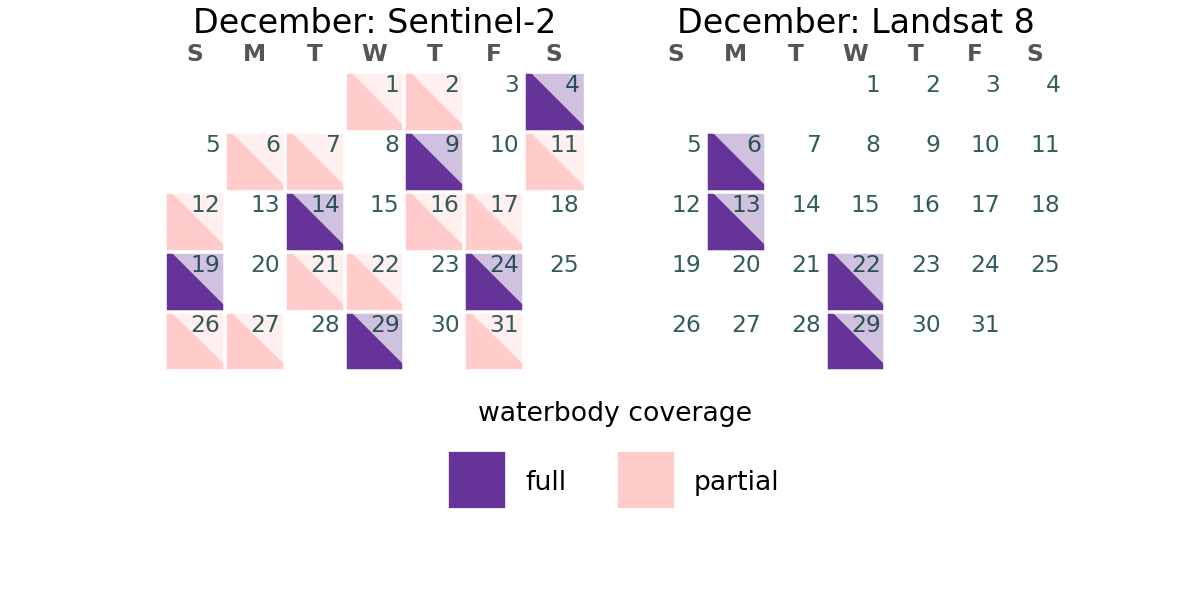 December: Sentinel-2
S M T W T F S
1 2 3 4
5 6 7 8 9 10 11
12 13 14 15 16 17 18
19 20 21 22 23 24 25
26 27 28 29 30 31
December: Landsat 8
S M T W T F S
1 2 3 4
5 6 7 8 9 10 11
12 13 14 15 16 17 18
19 20 21 22 23 24 25
26 27 28 29 30 31
waterbody coverage
full
partial